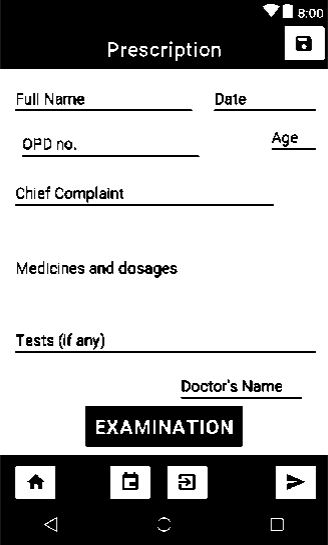 8:00
Prescription
Full Name Date
OPD no. Age
Chief Complaint
Medicines and dosages
Tests (if any)
Doctor's Name
EXAMINATION